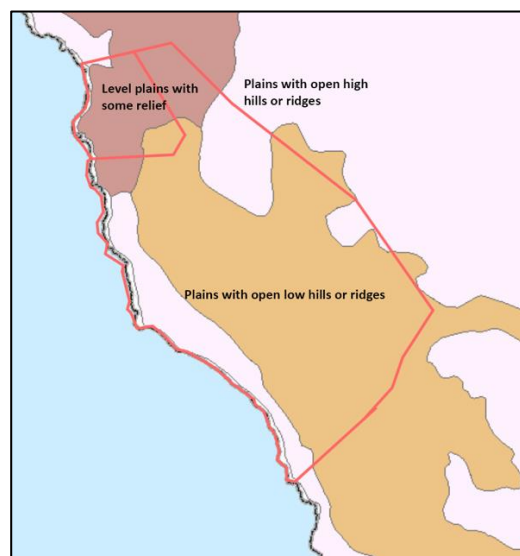 Level plains with
some relief
Plains with open high
hills or ridges
Plains with open low hills or ridges